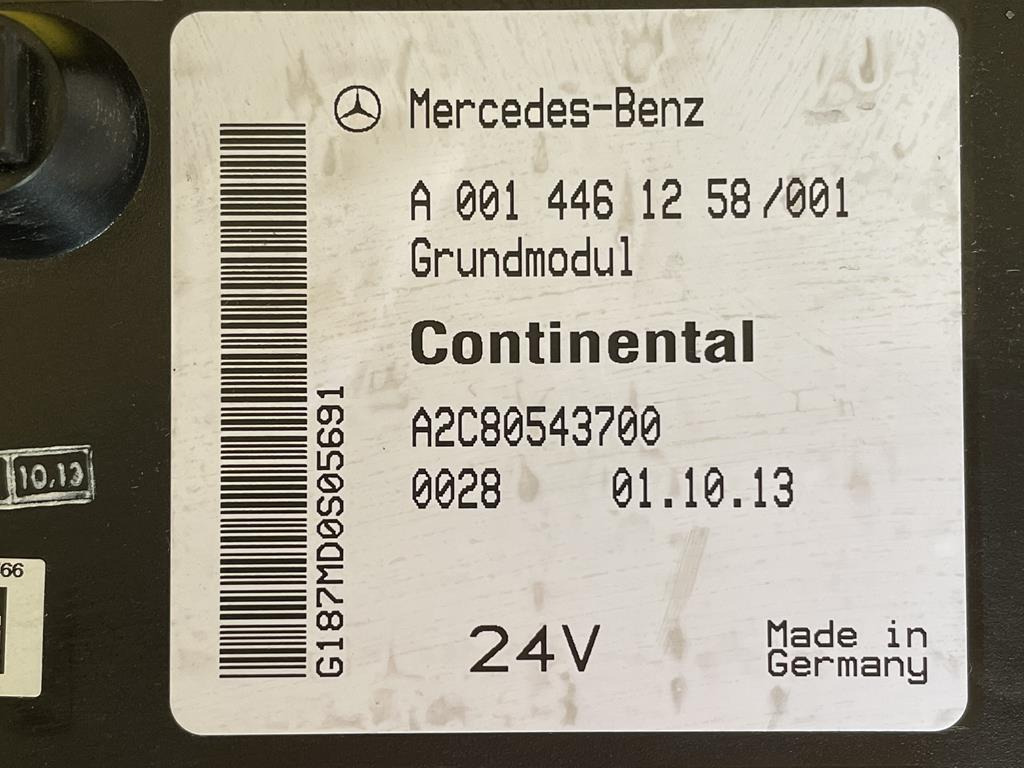 Mercedes-Benz
A 001 446 12 58/001
Grundmodul
Continental
A2C80543700
0028 01.10.13
24V
Made in
Germany
G187MD0S05691
10.13
66